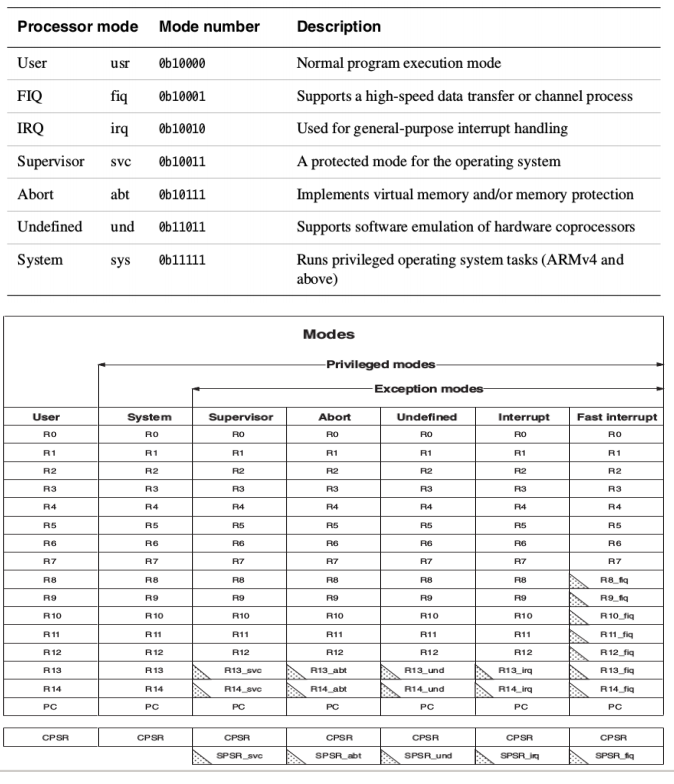 Processor mode Mode number Description
User usr 0b10000 Normal program execution mode
FIQ fiq 0b10001 Supports a high-speed data transfer or channel process
IRQ irq 0b10010 Used for general-purpose interrupt handling
Supervisor svc 0b10011 A protected mode for the operating system
Abort abt 0b10111 Implements virtual memory and/or memory protection
Undefined und 0b11011 Supports software emulation of hardware coprocessors
System sys 0b11111 Runs privileged operating system tasks (ARMv4 and
above)
Modes
Privileged modes
Exception modes
User System Supervisor Abort Undefined Interrupt Fast interrupt
R0 R0 R0 R0 R0 R0 R0
R1 R1 R1 R1 R1 R1 R1
R2 R2 R2 R2 R2 R2 R2
R3 R3 R3 R3 R3 R3 R3
R4 R4 R4 R4 R4 R4 R4
R5 R5 R5 R5 R5 R5 R5
R6 R6 R6 R6 R6 R6 R6
R7 R7 R7 R7 R7 R7 R7
R8 R8 R8 R8 R8 R8 R8_fiq
R9 R9 R9 R9 R9 R9 R9_fiq
R10 R10 R10 R10 R10 R10 R10_fiq
R11 R11 R11 R11 R11 R11 R11_fiq
R12 R12 R12 R12 R12 R12 R12_fiq
R13 R13 R13_svc R13_abt R13_und R13_irq R13_fiq
R14 R14 R14_svc R14_abt R14_und R14_irq R14_fiq
PC PC PC PC PC PC PC
CPSR CPSR CPSR CPSR CPSR CPSR CPSR
SPSR_svc SPSR_abt SPSR_und SPSR_irq SPSR_fiq